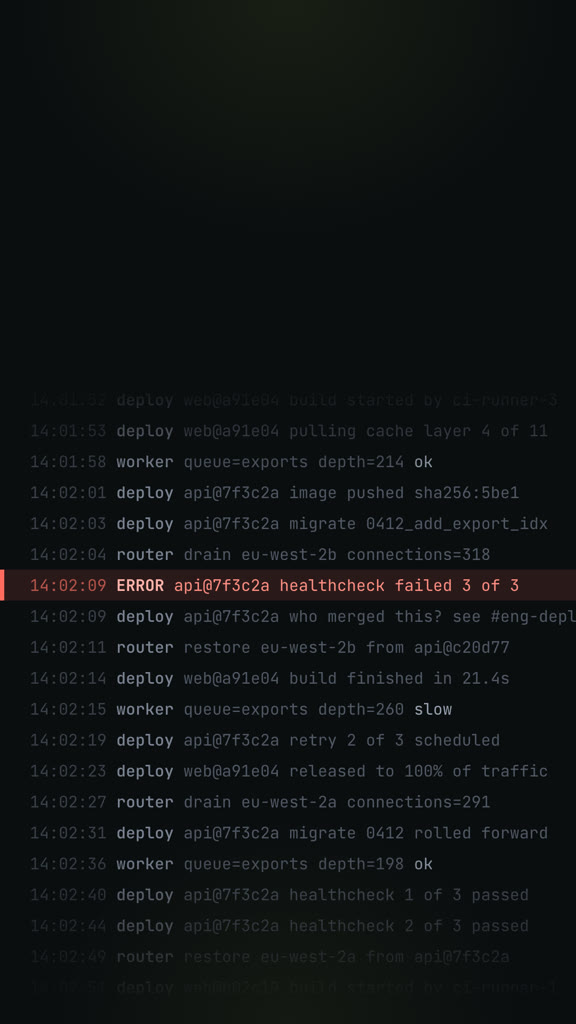 14:01:52 deploy web@a91e04 build started by ci-runner-3
14:01:53 deploy web@a91e04 pulling cache layer 4 of 11
14:01:58 worker queue=exports depth=214 ok
14:02:01 deploy api@7f3c2a image pushed sha256:5be1
14:02:03 deploy api@7f3c2a migrate 0412_add_export_idx
14:02:04 router drain eu-west-2b connections=318
14:02:09 ERROR api@7f3c2a healthcheck failed 3 of 3
14:02:09 deploy api@7f3c2a who merged this? see #eng-depl
14:02:11 router restore eu-west-2b from api@c20d77
14:02:14 deploy web@a91e04 build finished in 21.4s
14:02:15 worker queue=exports depth=260 slow
14:02:19 deploy api@7f3c2a retry 2 of 3 scheduled
14:02:23 deploy web@a91e04 released to 100% of traffic
14:02:27 router drain eu-west-2a connections=291
14:02:31 deploy api@7f3c2a migrate 0412 rolled forward
14:02:36 worker queue=exports depth=198 ok
14:02:40 deploy api@7f3c2a healthcheck 1 of 3 passed
14:02:44 deploy api@7f3c2a healthcheck 2 of 3 passed
14:02:49 router restore eu-west-2a from api@7f3c2a
deploy build started by ci-runner-1